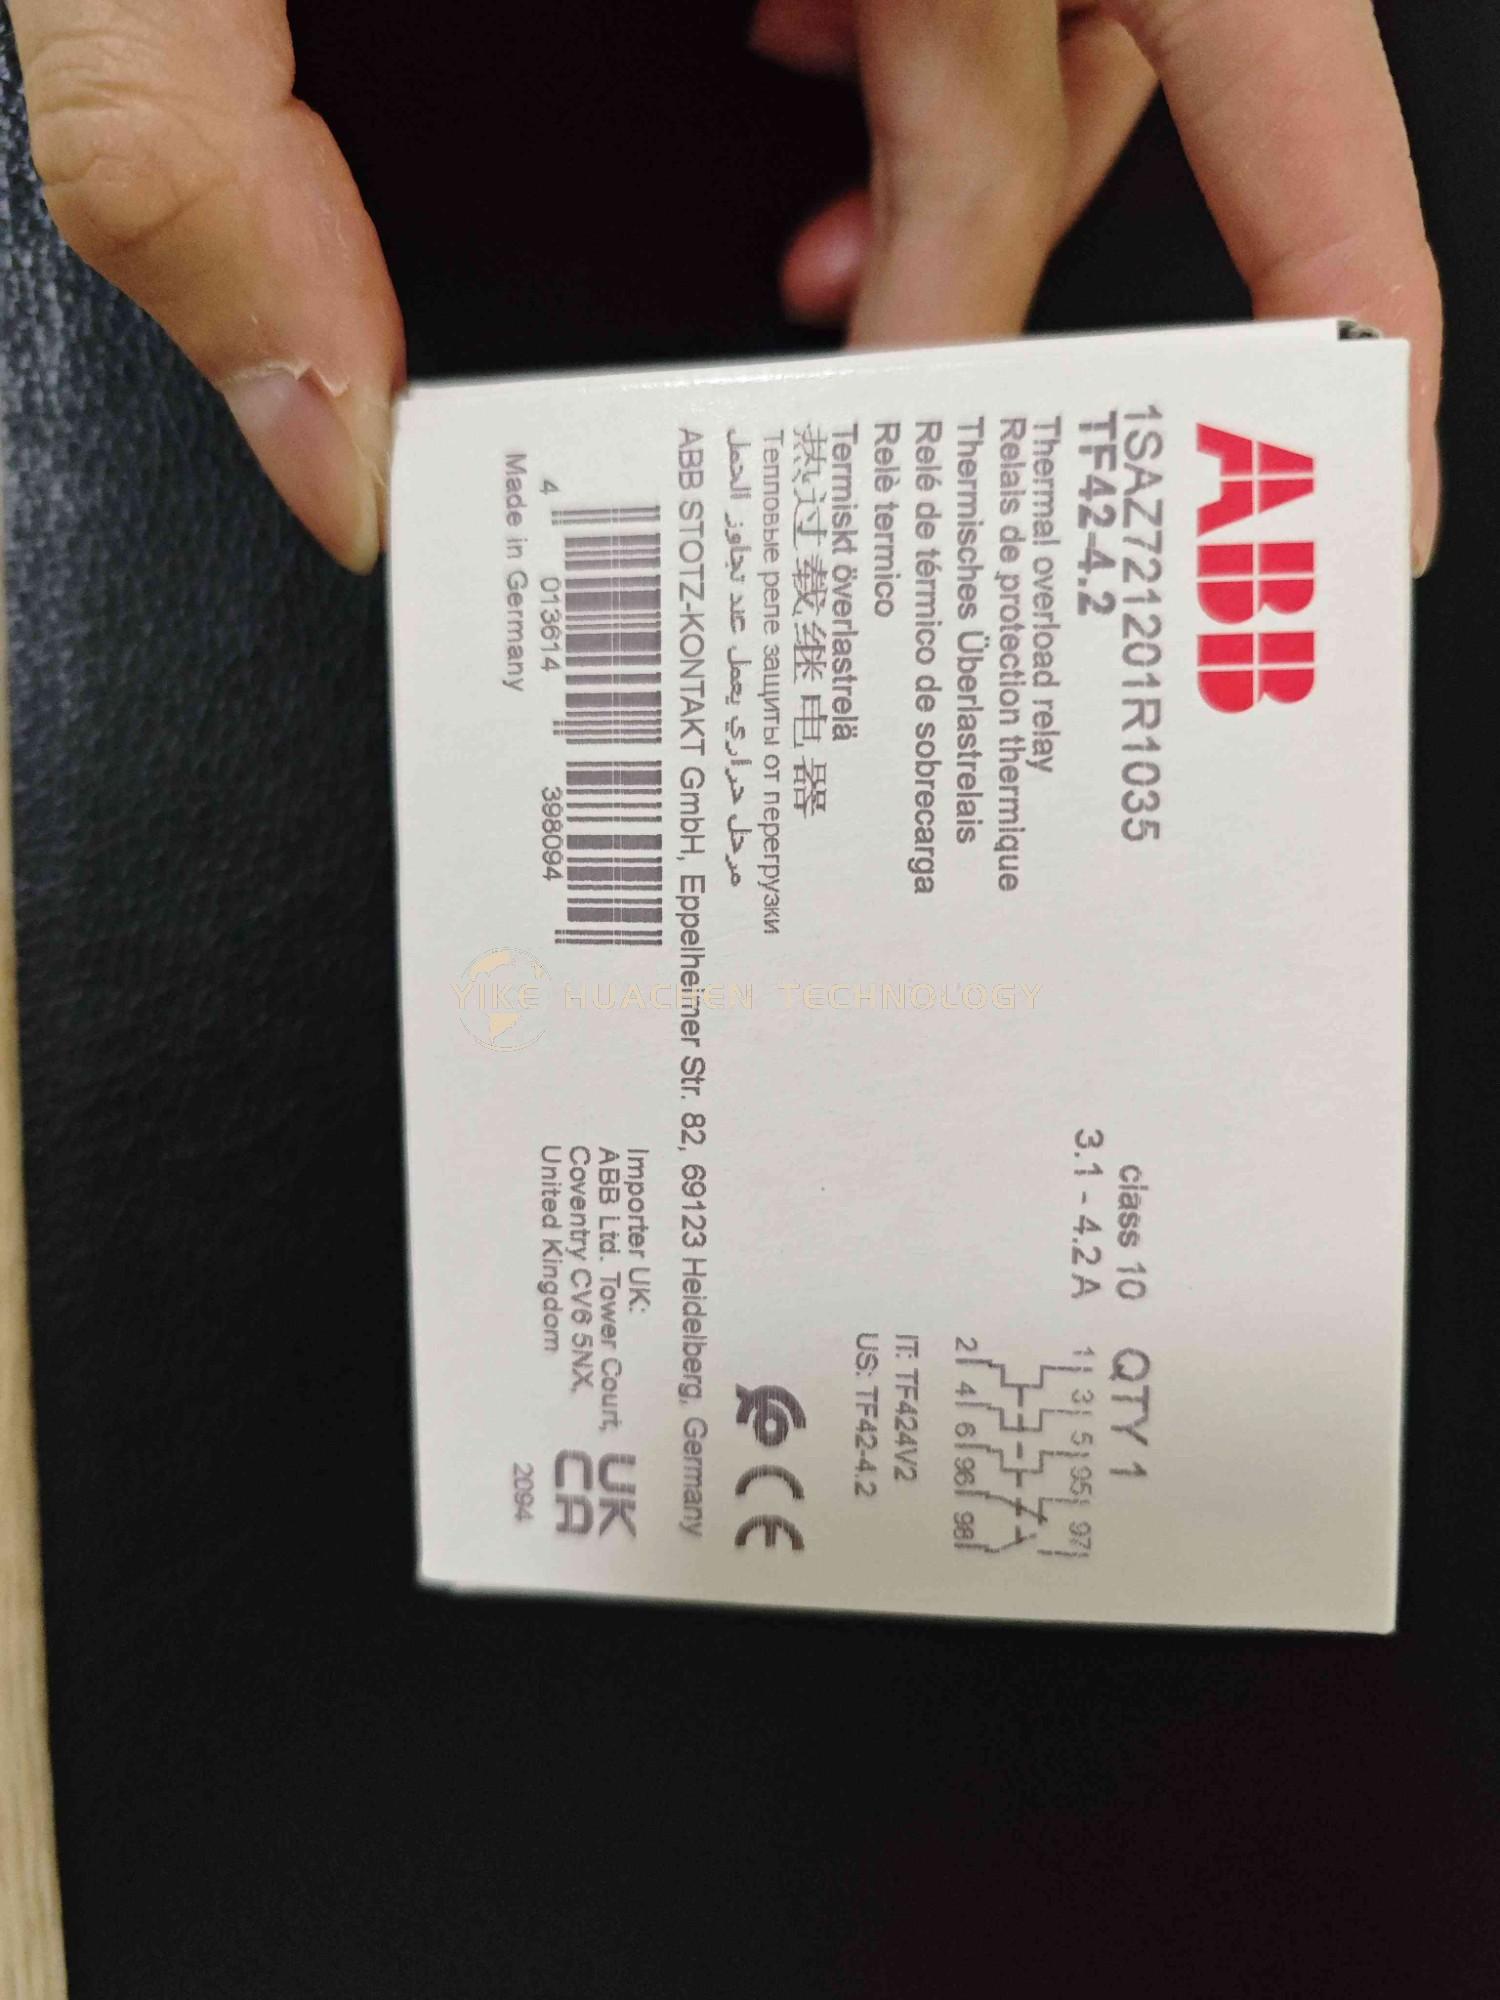 ABB
1SAZ721201R1035
TF42-4.2
Thermal overload relay
Relais de protection thermique
Thermisches Überlastrelais
Relé de térmico de sobrecarga
Relè termico
Termiskt överlastrelä
热过载继电器
Тепловые реле защиты от перегрузки
مرحل حراري يعمل عند تجاوز الحمل
ABB STOTZ-KONTAKT GmbH, Eppelheimer Str. 82, 69123 Heidelberg, Germany
4 013614 398094
Made in Germany
class 10
3.1 - 4.2 A
QTY 1
1 3 5 95 97
2 4 6 96 98
IT: TF424V2
US: TF42-4.2
CE
Importer UK:
ABB Ltd. Tower Court,
Coventry CV6 5NX,
United Kingdom
UK
CA
2094
YIKE HUACHEN TECHNOLOGY